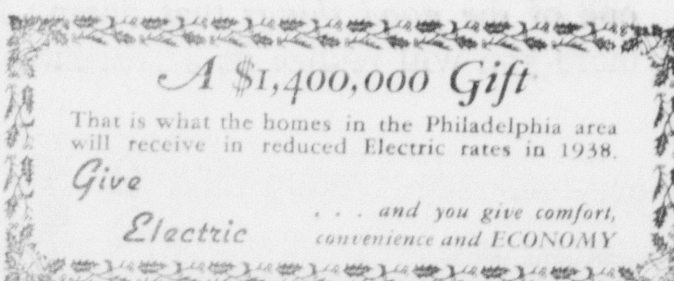 A $1,400,000 Gift
That is what the homes in the Philadelphia area
will receive in reduced Electric rates in 1938.
Give
Electric
. . . and you give comfort,
convenience and ECONOMY